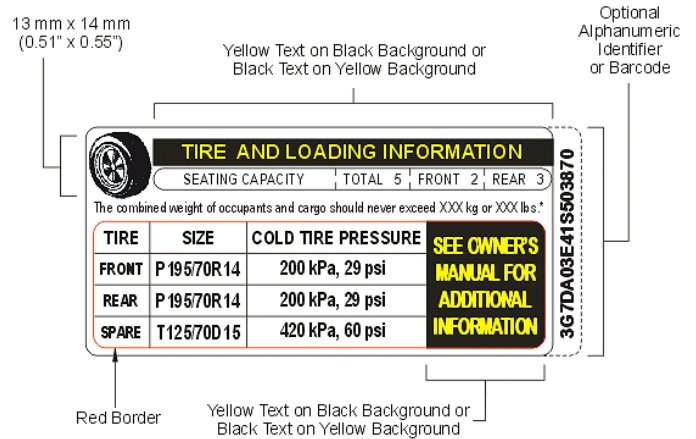 13 mm x 14 mm
(0.51" x 0.55")
Yellow Text on Black Background or
Black Text on Yellow Background
Optional
Alphanumeric
Identifier
or Barcode
TIRE AND LOADING INFORMATION
SEATING CAPACITY TOTAL 5 FRONT 2 REAR 3
The combined weight of occupants and cargo should never exceed XXX kg or XXX lbs.*
TIRE SIZE COLD TIRE PRESSURE
FRONT P195/70R14 200 kPa, 29 psi
REAR P195/70R14 200 kPa, 29 psi
SPARE T125/70D15 420 kPa, 60 psi
SEE OWNER'S
MANUAL FOR
ADDITIONAL
INFORMATION
3G7DA03E41S503870
Red Border
Yellow Text on Black Background or
Black Text on Yellow Background